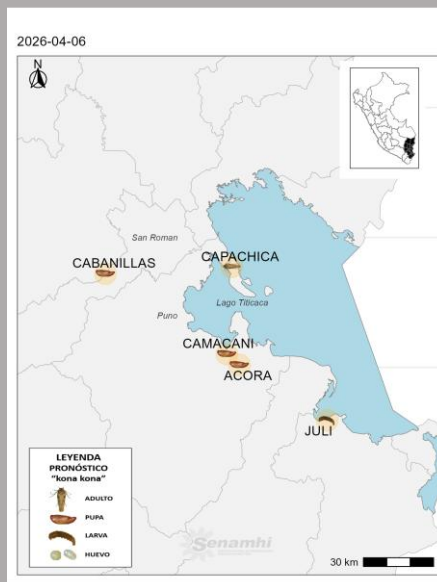 2026-04-06
N
San Roman
CABANILLAS
CAPACHICA
Lago Titicaca
Puno
CAMACANI
ACORA
JULI
LEYENDA
PRONÓSTICO
"kona kona"
ADULTO
PUPA
LARVA
HUEVO
Senamhi
30 km